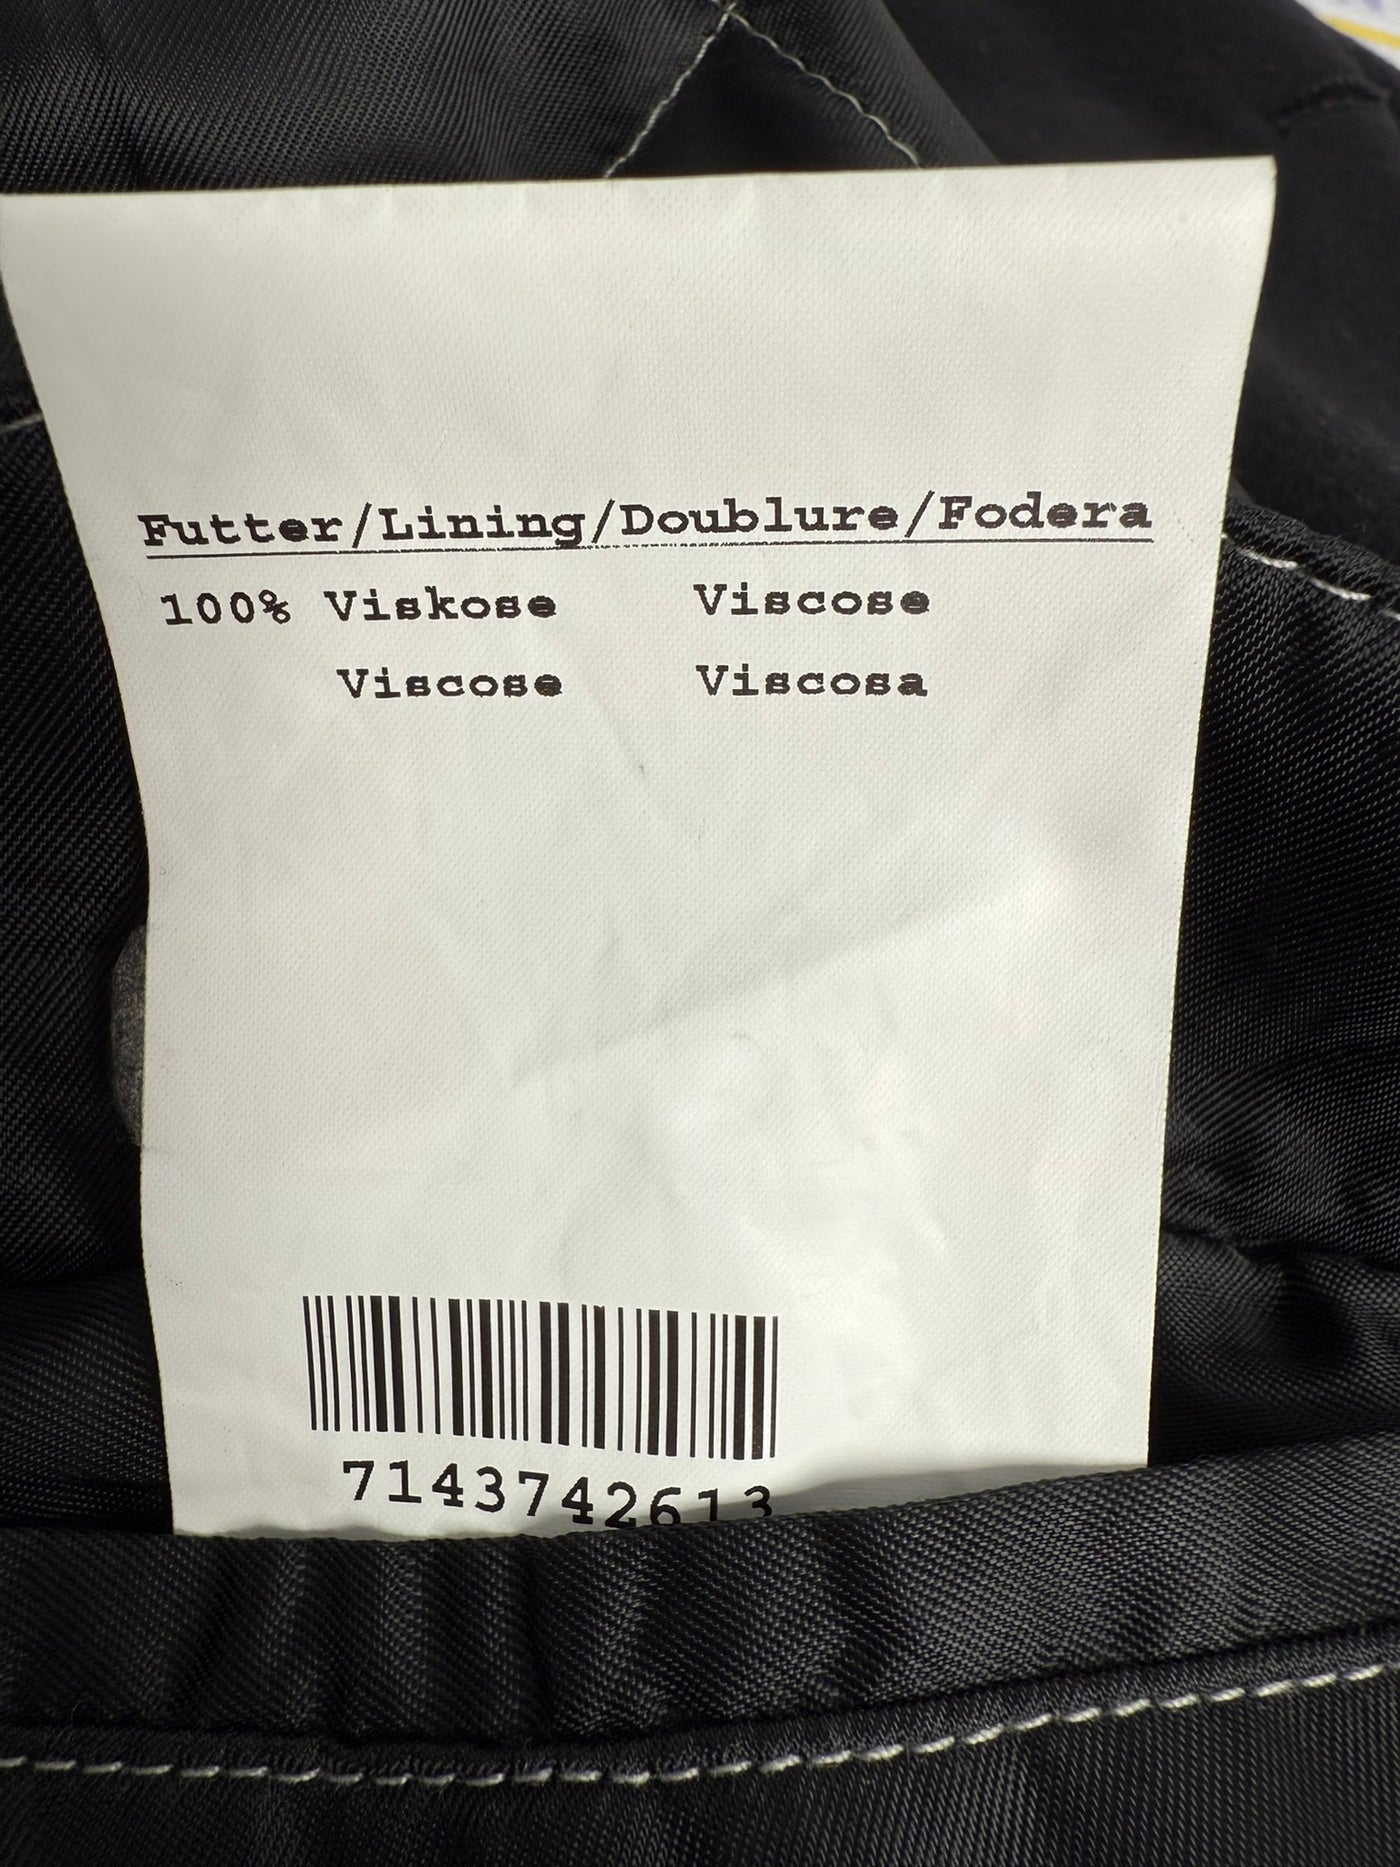 Futter/Lining/Doublure/Fodera
100% Viskose Viscose
Viscose Viscosa
7143742613